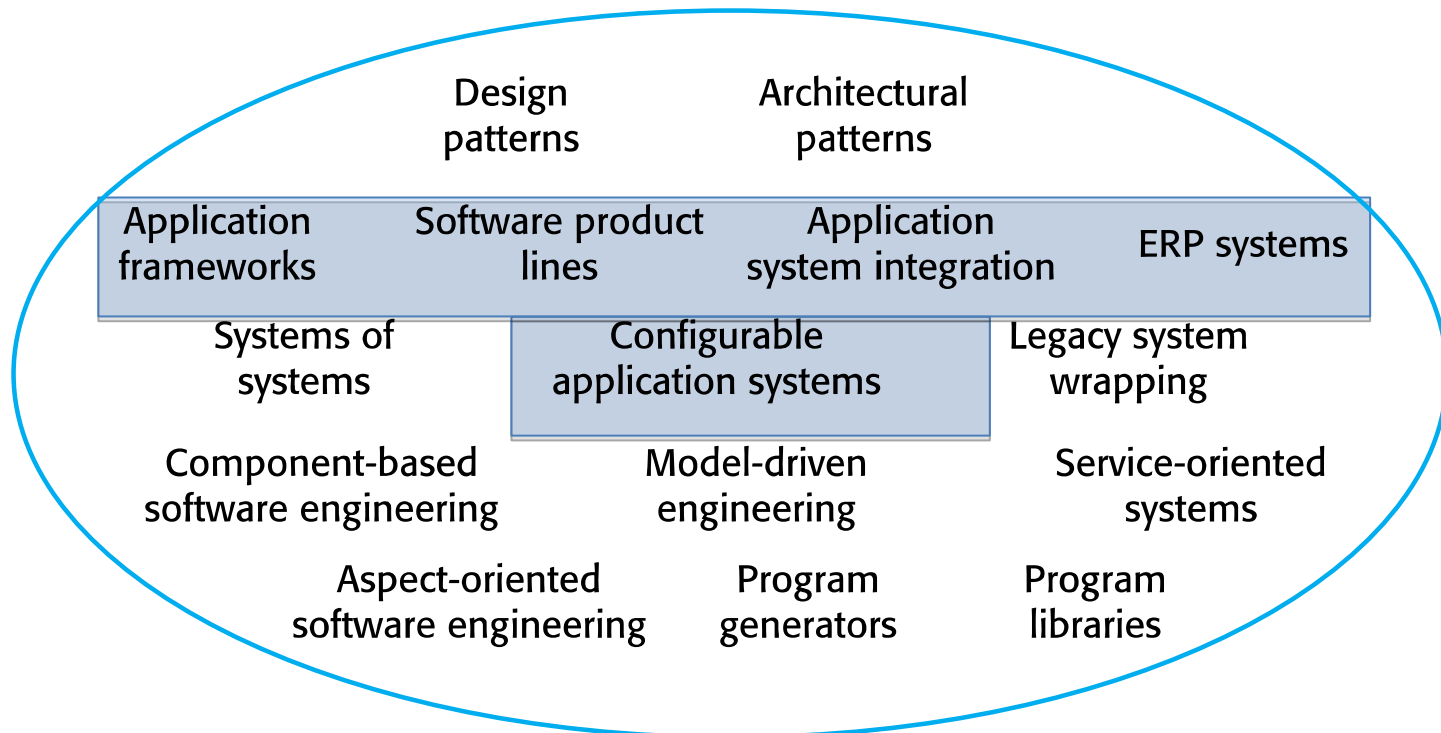 Design
patterns
Architectural
patterns
Application
frameworks
Software product
lines
Application
system integration
ERP systems
Systems of
systems
Configurable
application systems
Legacy system
wrapping
Component-based
software engineering
Model-driven
engineering
Service-oriented
systems
Aspect-oriented
software engineering
Program
generators
Program
libraries